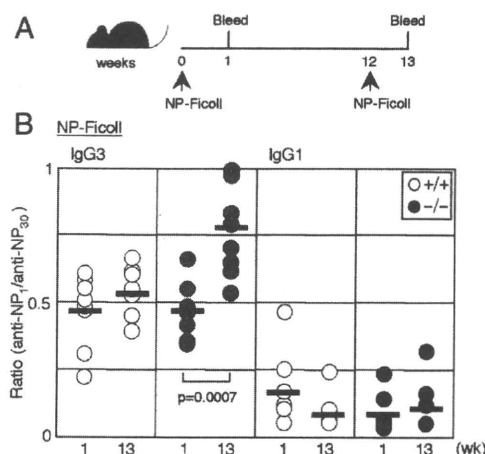 A
Bleed Bleed
weeks 0 1 12 13
NP-Ficoll NP-Ficoll
B NP-Ficoll
IgG3 IgG1
+/+
-/-
Ratio (anti-NP₁/anti-NP₃₀)
1
0.5
0
p=0.0007
1 13 1 13 1 13 1 13 (wk)